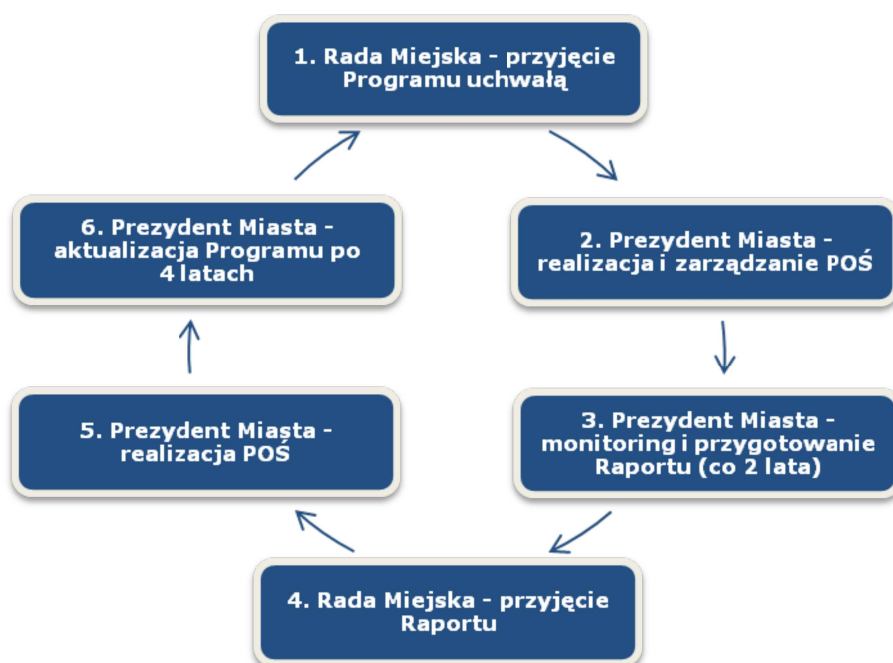 1. Rada Miejska - przyjęcie
Programu uchwałą
2. Prezydent Miasta -
realizacja i zarządzanie POŚ
3. Prezydent Miasta -
monitoring i przygotowanie
Raportu (co 2 lata)
4. Rada Miejska - przyjęcie
Raportu
5. Prezydent Miasta -
realizacja POŚ
6. Prezydent Miasta -
aktualizacja Programu po
4 latach